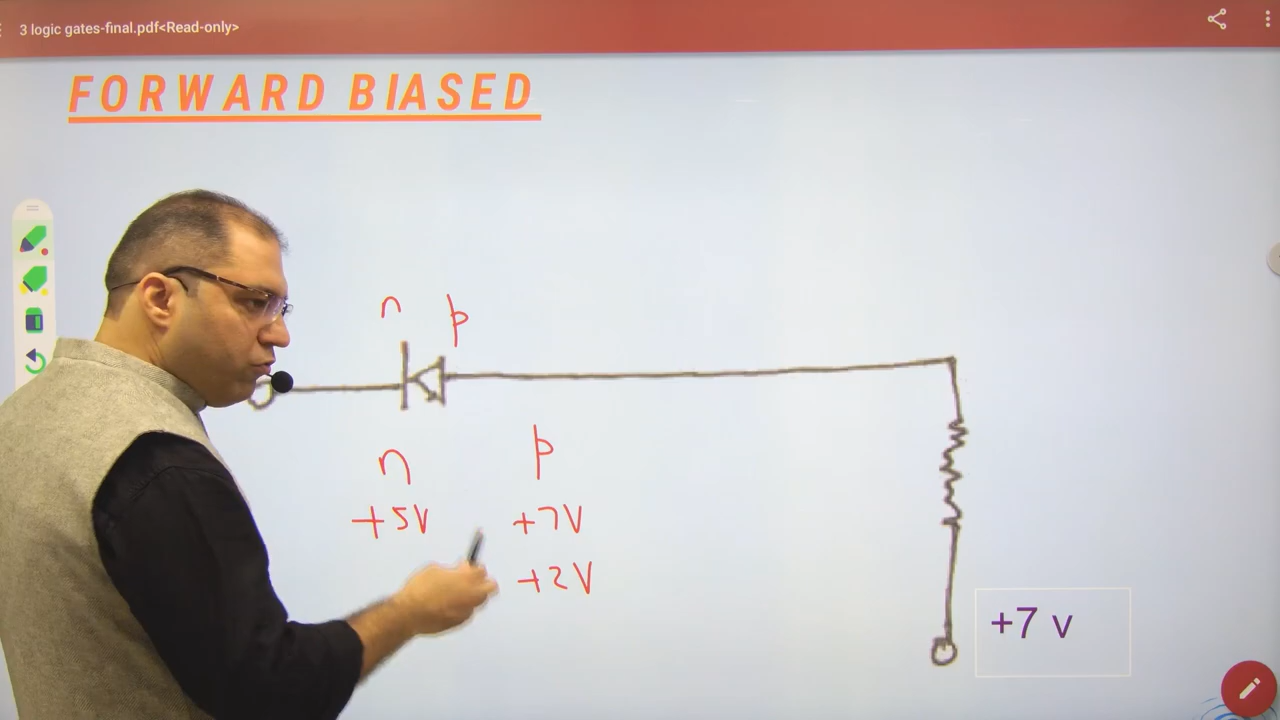 3 logic gates-final.pdf<Read-only>
FORWARD BIASED
n p
n p
+5V +7V
+2V
+7 v